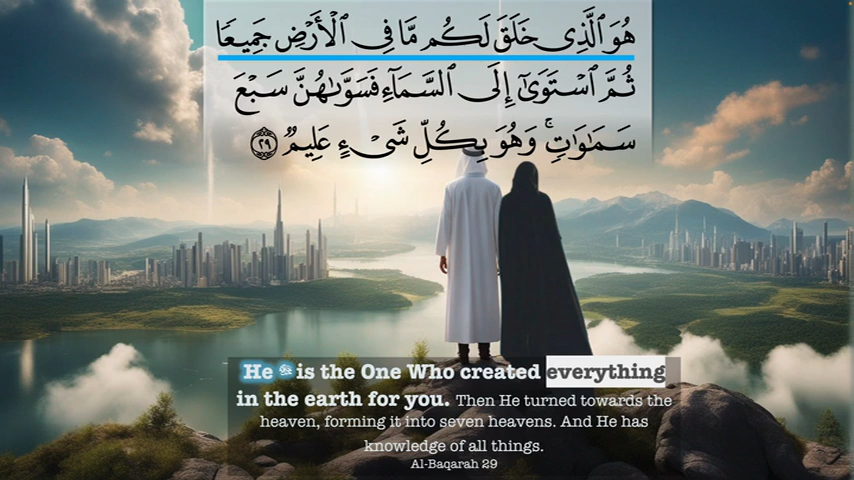 هُوَ ٱلَّذِى خَلَقَ لَكُم مَّا فِى ٱلْأَرْضِ جَمِيعًا
ثُمَّ ٱسْتَوَىٰٓ إِلَى ٱلسَّمَآءِ فَسَوَّىٰهُنَّ سَبْعَ
سَمَـٰوَٰتٍۢ ۚ وَهُوَ بِكُلِّ شَىْءٍ عَلِيمٌۭ ٢٩
He ﷻ is the One Who created everything
in the earth for you. Then He turned towards the
heaven, forming it into seven heavens. And He has
knowledge of all things.
Al-Baqarah 29